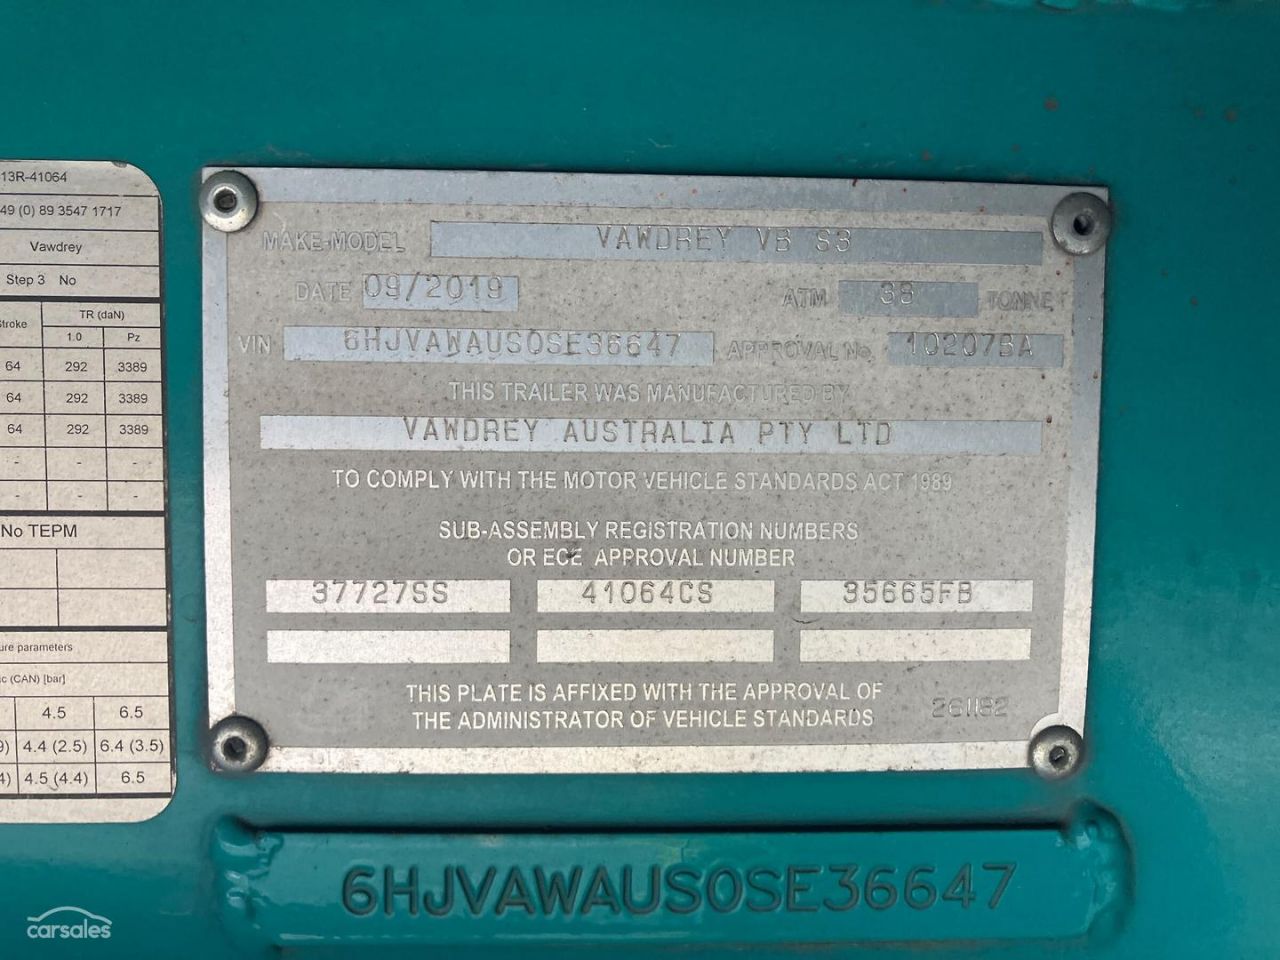 13R-41064
49 (0) 89 3547 1717
Vawdrey
Step 3 No
TR (daN)
1.0 Pz
64 292 3389
64 292 3389
64 292 3389
- - -
- - -
No TEPM
parameters
(CAN) [bar]
4.5 6.5
4.4 (2.5) 6.4 (3.5)
4.5 (4.4) 6.5
MAKE-MODEL VAWDREY VB S3
DATE 09/2019 ATM 38 TONNE
VIN 6HJVAWAUS0SE36647 APPROVAL No. 10207BA
THIS TRAILER WAS MANUFACTURED BY
VAWDREY AUSTRALIA PTY LTD
TO COMPLY WITH THE MOTOR VEHICLE STANDARDS ACT 1989
SUB-ASSEMBLY REGISTRATION NUMBERS
OR ECE APPROVAL NUMBER
37727SS 41064CS 35665FB
THIS PLATE IS AFFIXED WITH THE APPROVAL OF
THE ADMINISTRATOR OF VEHICLE STANDARDS 261182
6HJVAWAUS0SE36647
carsales